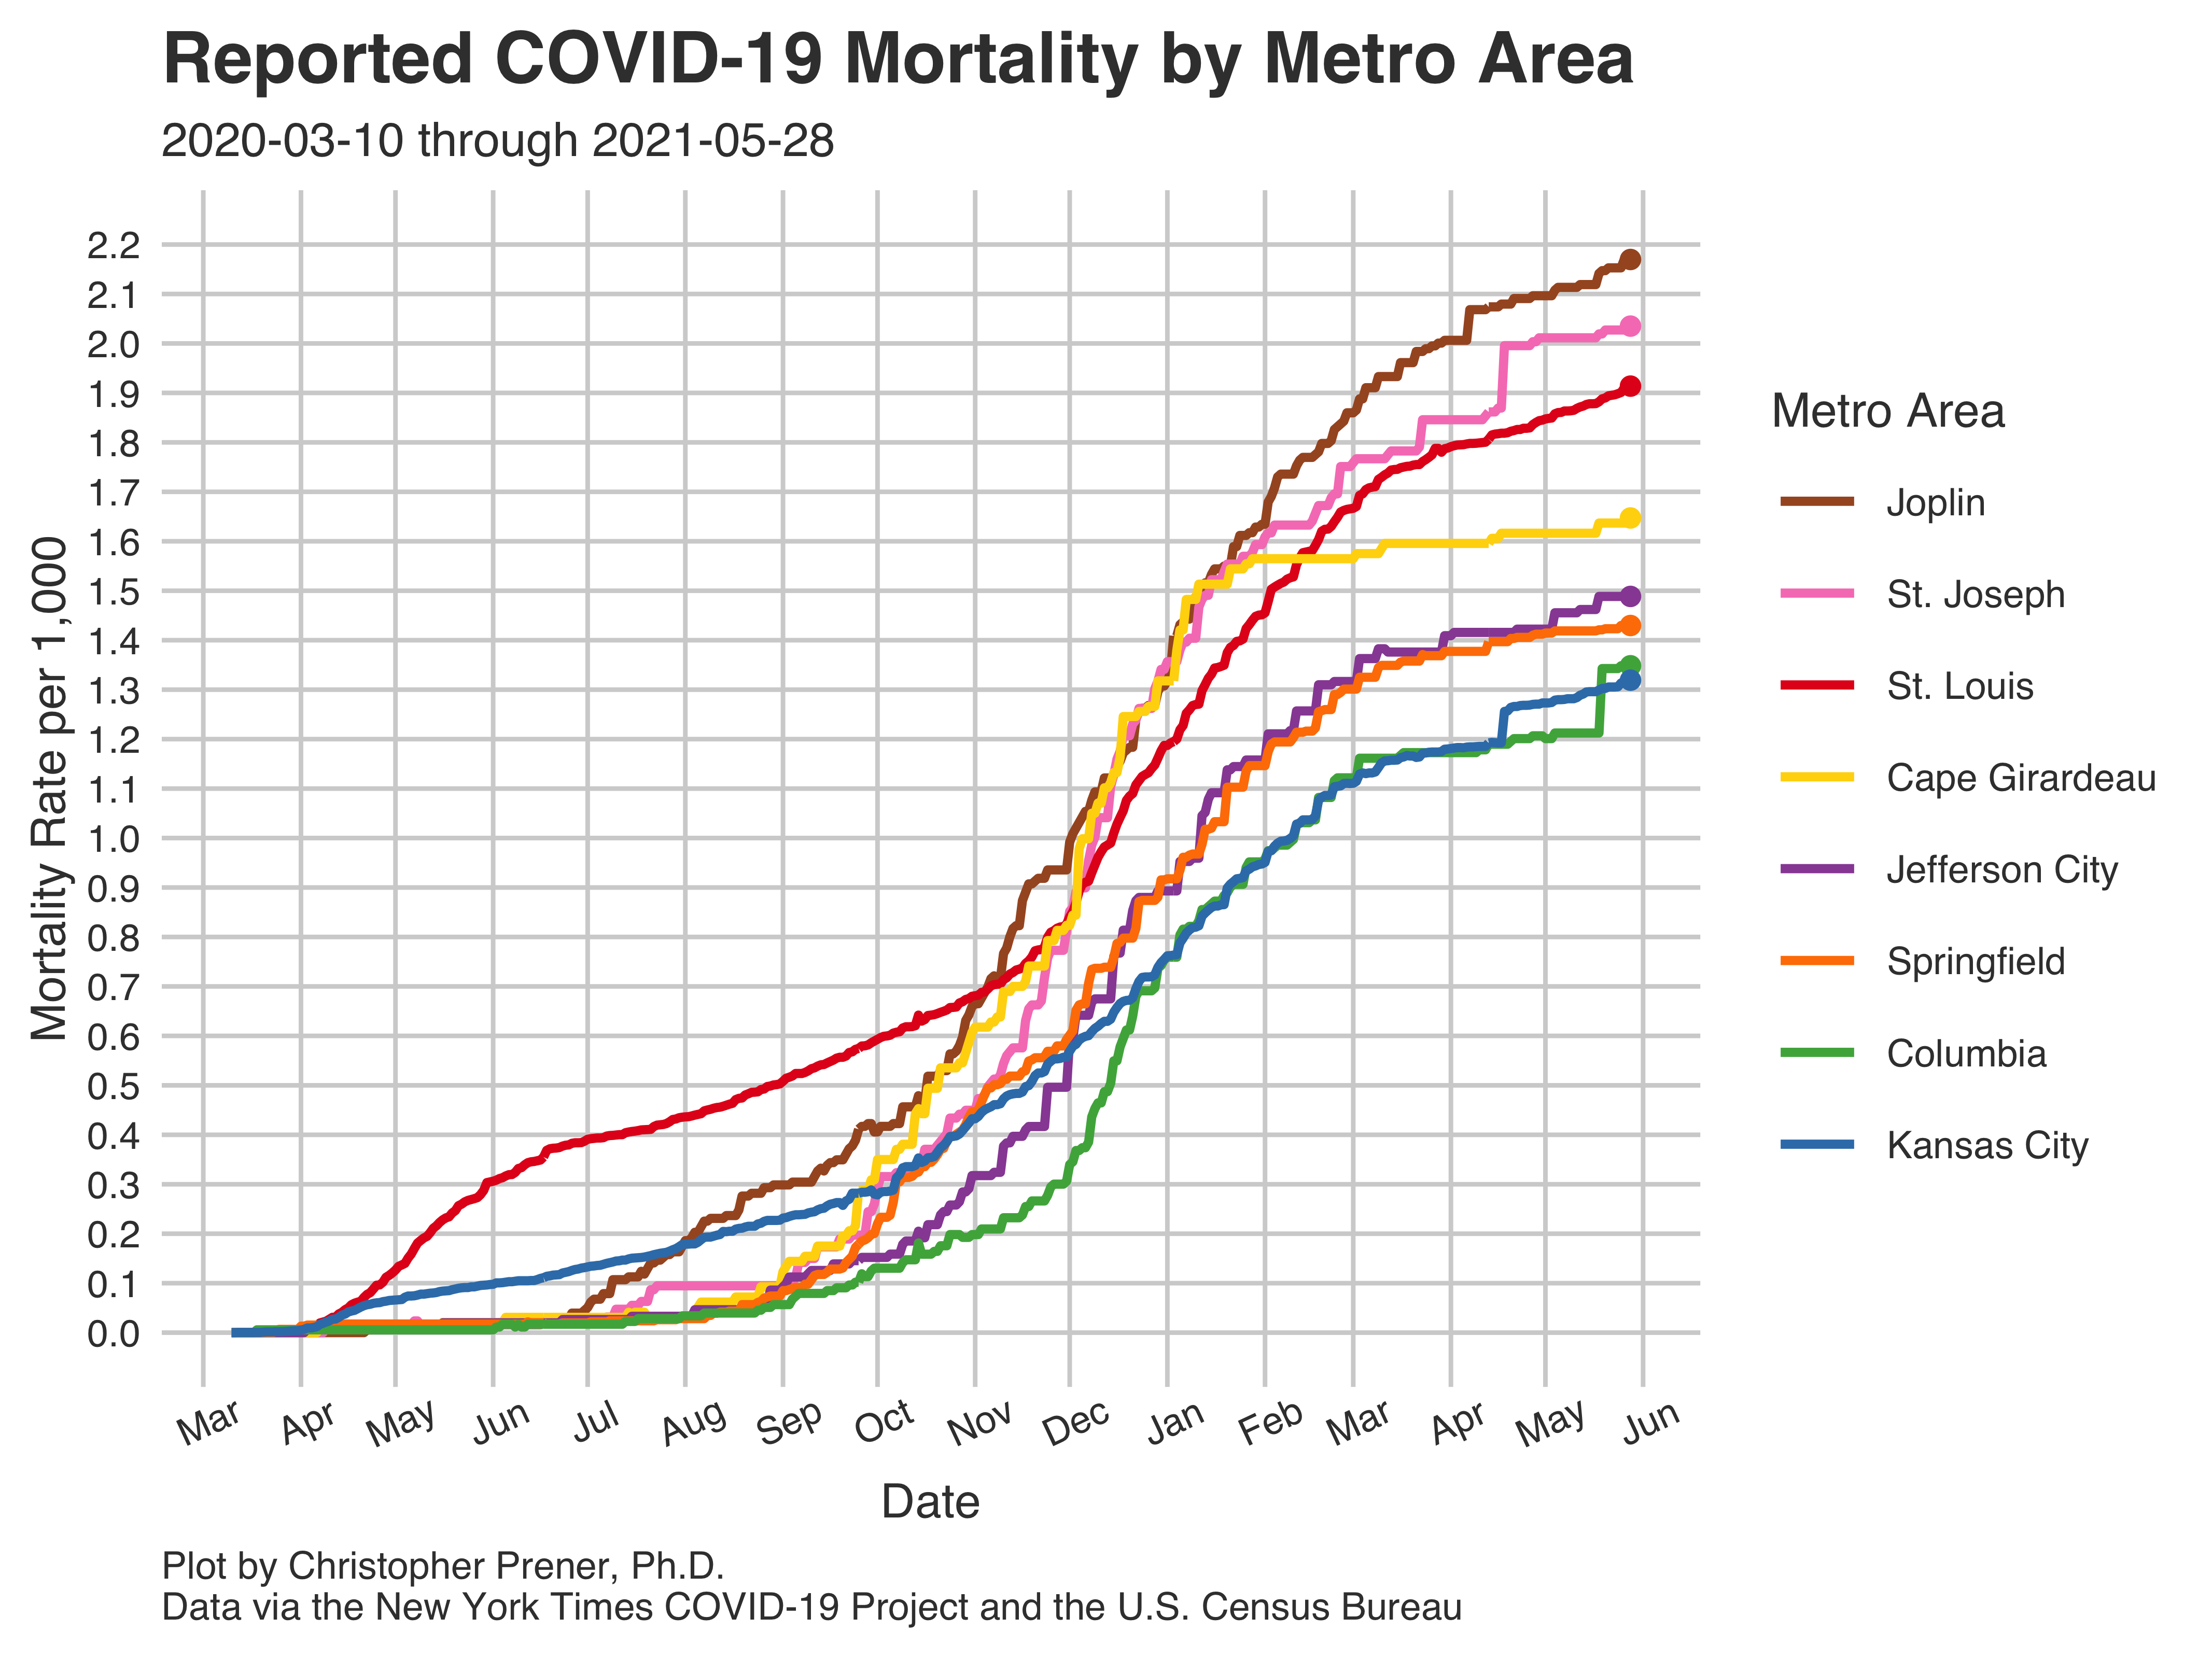 Reported COVID-19 Mortality by Metro Area
2020-03-10 through 2021-05-28
Mortality Rate per 1,000
2.2
2.1
2.0
1.9
1.8
1.7
1.6
1.5
1.4
1.3
1.2
1.1
1.0
0.9
0.8
0.7
0.6
0.5
0.4
0.3
0.2
0.1
0.0
Mar Apr May Jun Jul Aug Sep Oct Nov Dec Jan Feb Mar Apr May Jun
Date
Metro Area
Joplin
St. Joseph
St. Louis
Cape Girardeau
Jefferson City
Springfield
Columbia
Kansas City
Plot by Christopher Prener, Ph.D.
Data via the New York Times COVID-19 Project and the U.S. Census Bureau